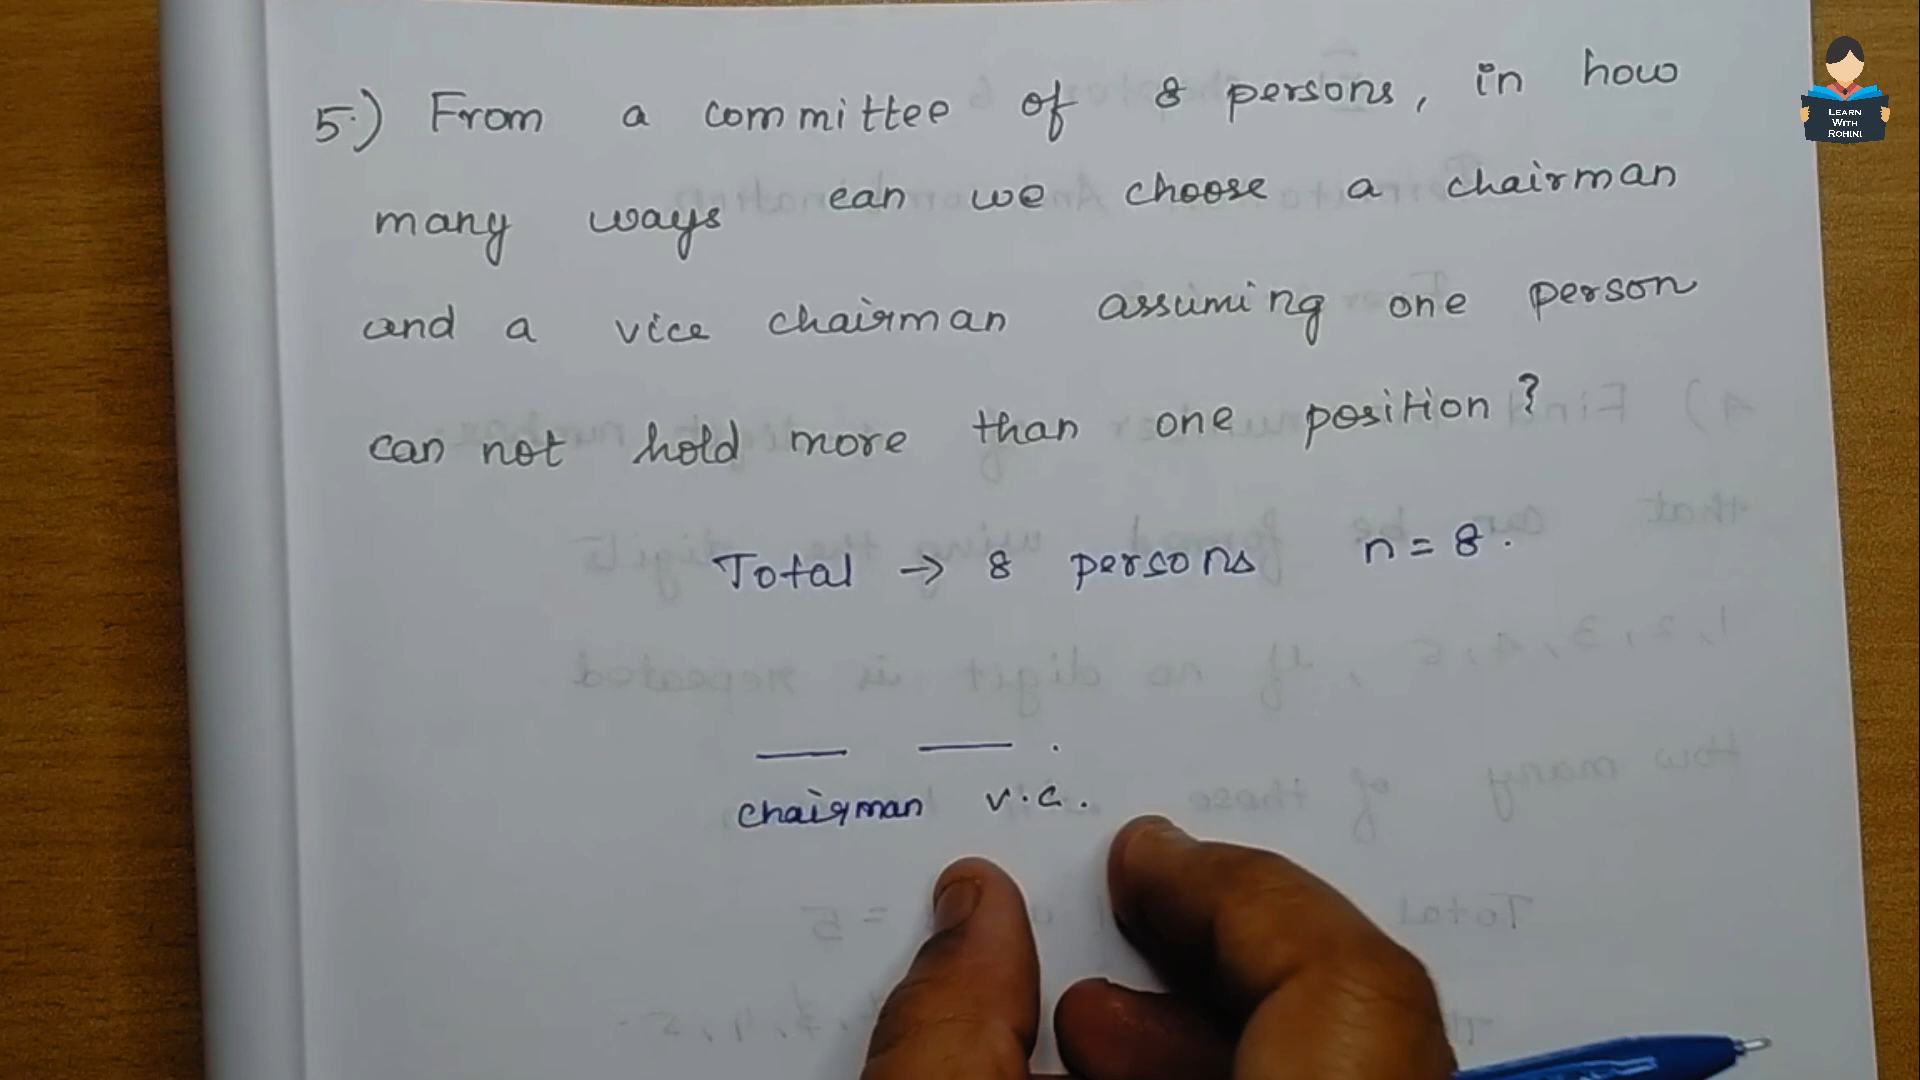 5.) From a committee of 8 persons, in how
many ways can we choose a chairman
and a vice chairman assuming one person
can not hold more than one position?
Total → 8 persons n = 8.
chairman v.c.
LEARN
WITH
ROHINI